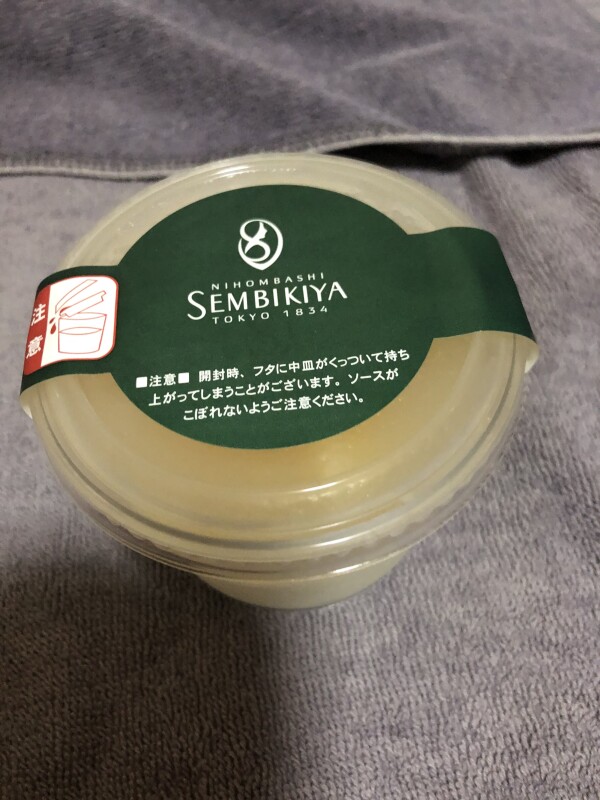 NIHOMBASHI
SEMBIKIYA
TOKYO 1834
注
意
■注意■ 開封時、フタに中皿がくっついて持ち
上がってしまうことがございます。ソースが
こぼれないようご注意ください。